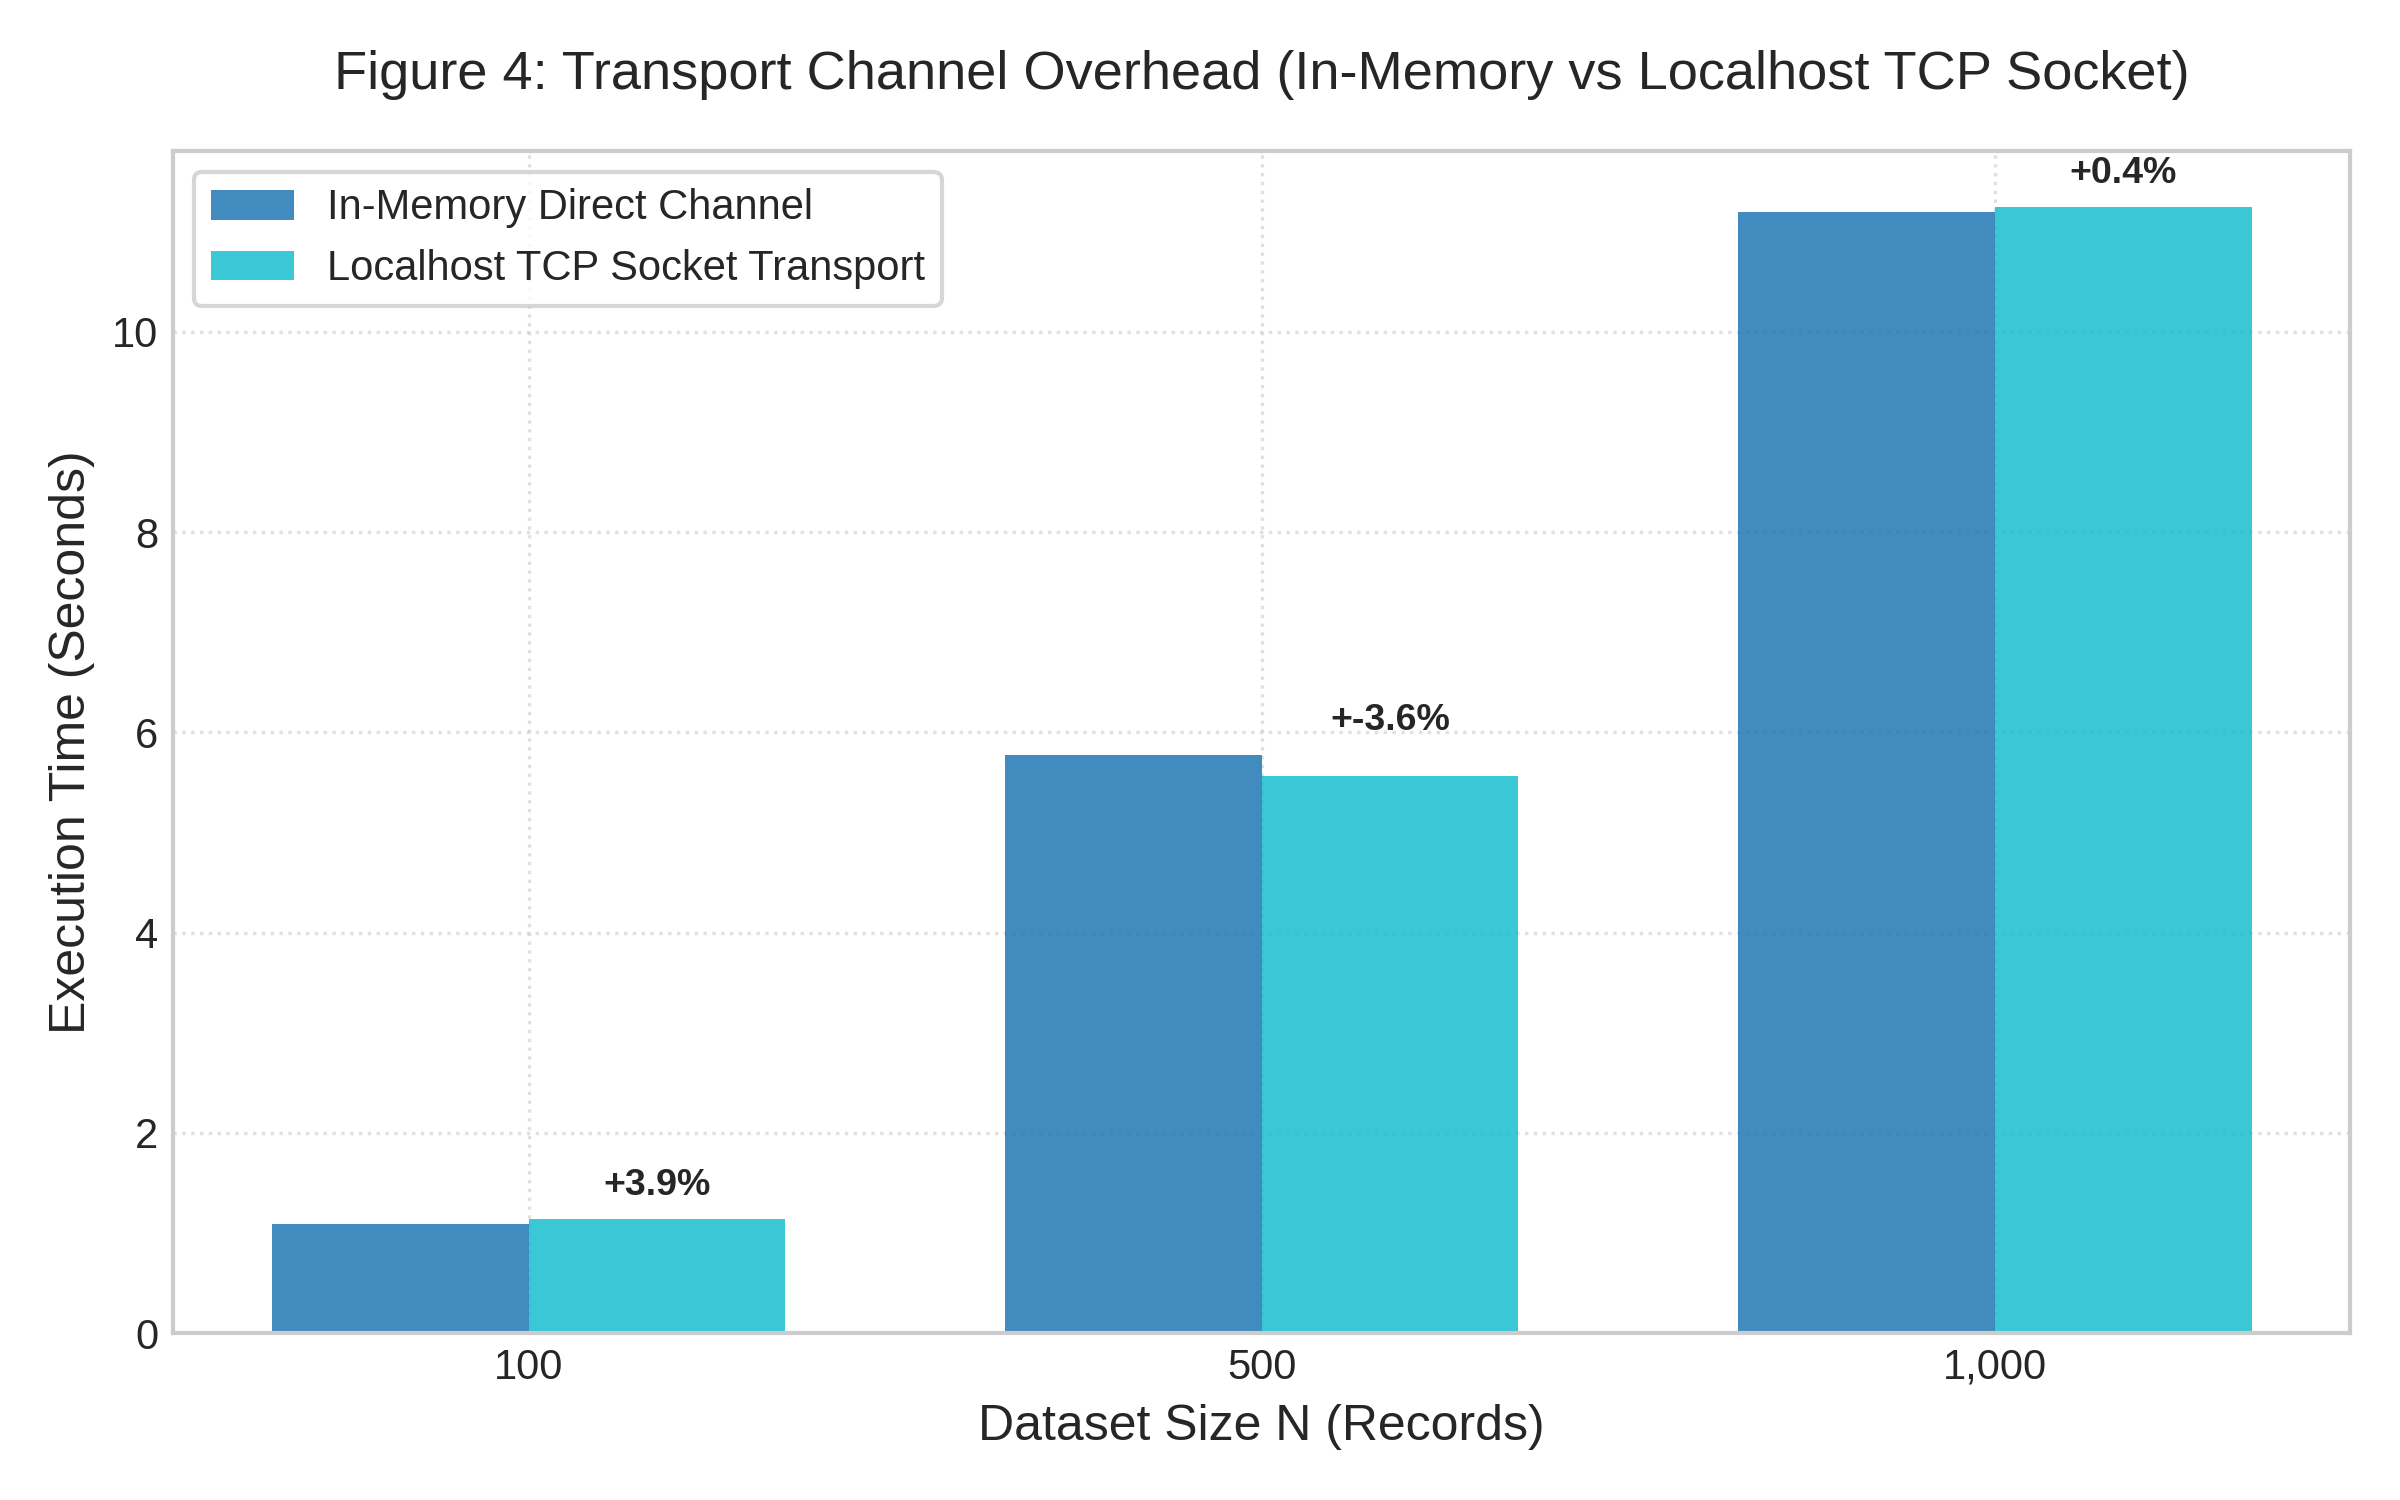 Figure 4: Transport Channel Overhead (In-Memory vs Localhost TCP Socket)
In-Memory Direct Channel
Localhost TCP Socket Transport
+0.4%
+-3.6%
+3.9%
Execution Time (Seconds)
10
8
6
4
2
0
100
500
1,000
Dataset Size N (Records)